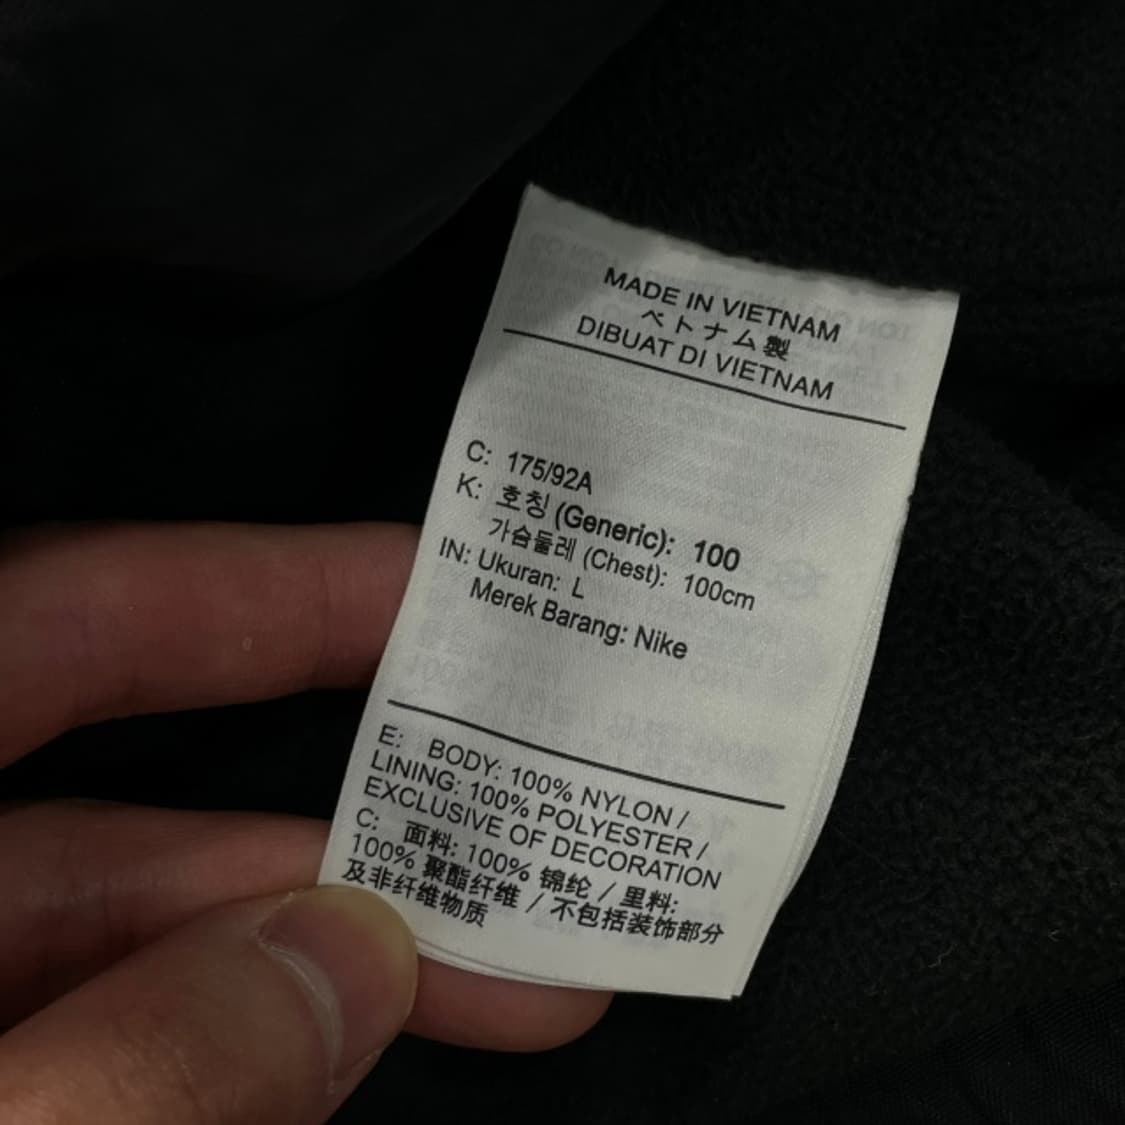 MADE IN VIETNAM
ベトナム製
DIBUAT DI VIETNAM
C: 175/92A
K: 호칭 (Generic): 100
가슴둘레 (Chest): 100cm
IN: Ukuran: L
Merek Barang: Nike
E: BODY: 100% NYLON /
LINING: 100% POLYESTER /
EXCLUSIVE OF DECORATION
C: 面料: 100% 锦纶 / 里料:
100% 聚酯纤维 / 不包括装饰部分
及非纤维物质